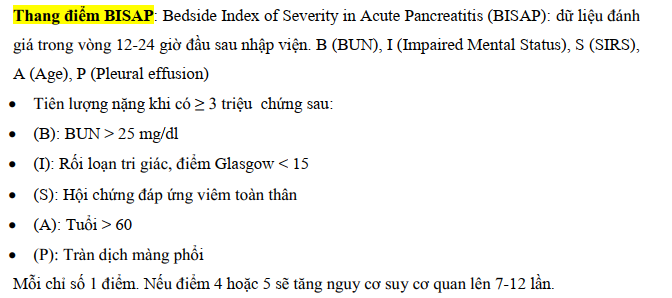 Thang điểm BISAP: Bedside Index of Severity in Acute Pancreatitis (BISAP): dữ liệu đánh
giá trong vòng 12-24 giờ đầu sau nhập viện. B (BUN), I (Impaired Mental Status), S (SIRS),
A (Age), P (Pleural effusion)
• Tiên lượng nặng khi có ≥ 3 triệu chứng sau:
• (B): BUN > 25 mg/dl
• (I): Rối loạn tri giác, điểm Glasgow < 15
• (S): Hội chứng đáp ứng viêm toàn thân
• (A): Tuổi > 60
• (P): Tràn dịch màng phổi
Mỗi chỉ số 1 điểm. Nếu điểm 4 hoặc 5 sẽ tăng nguy cơ suy cơ quan lên 7-12 lần.